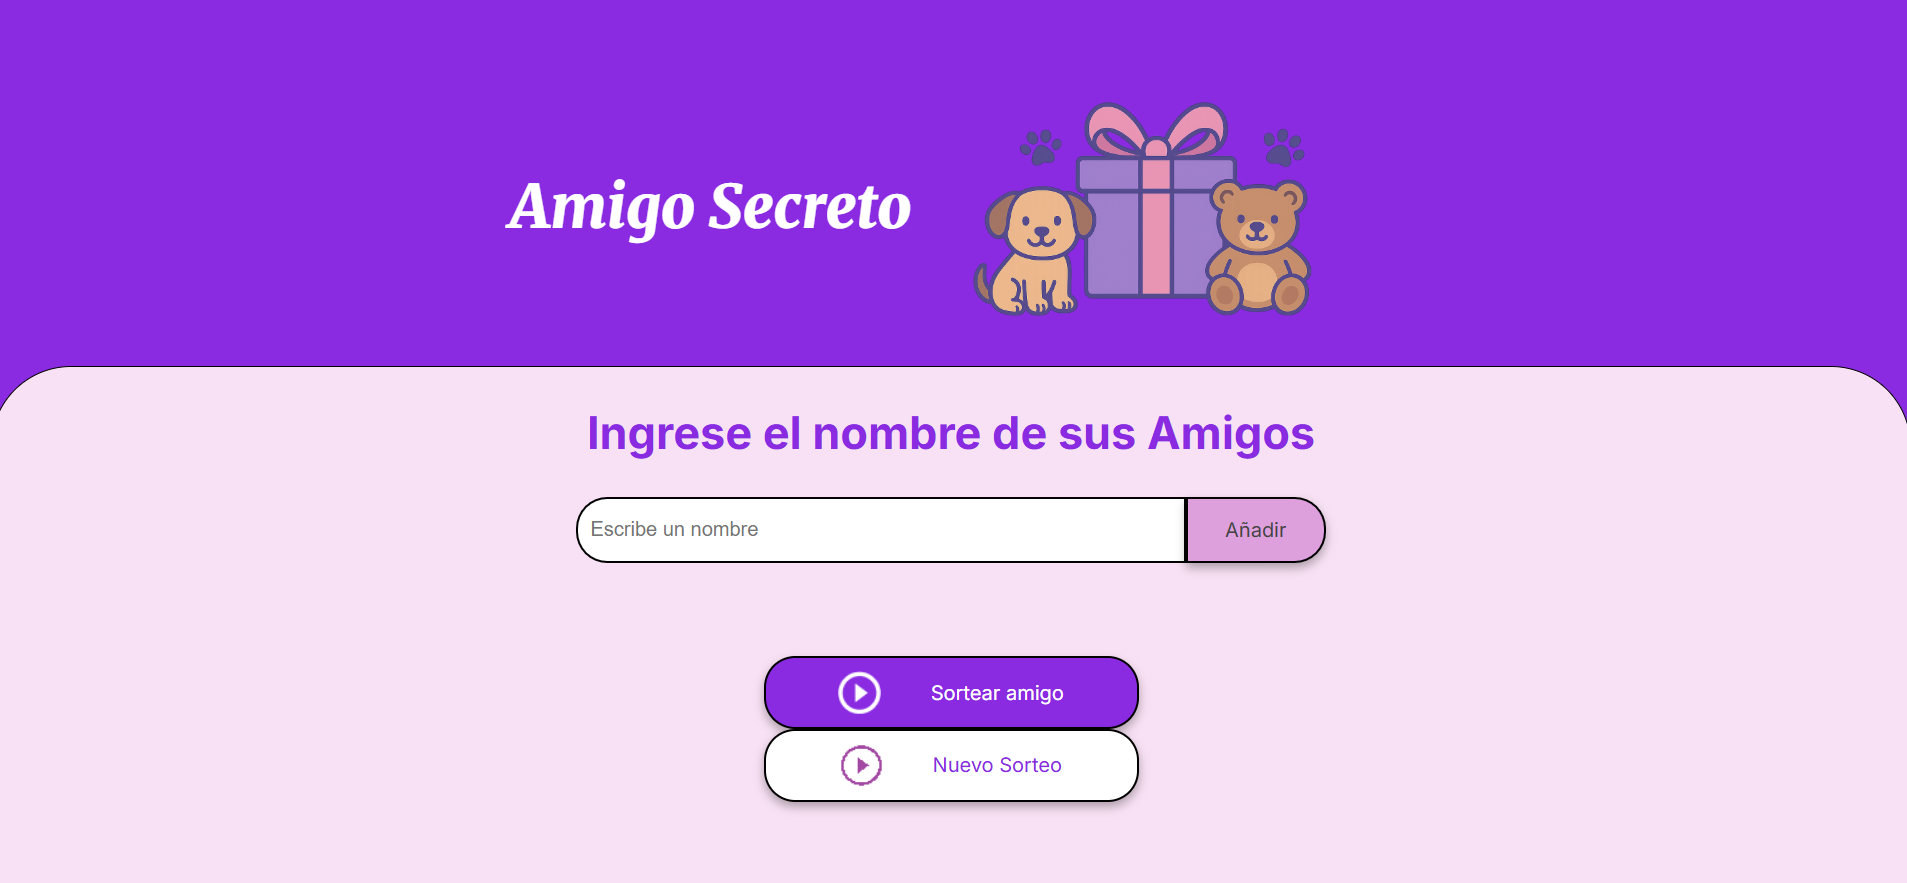 Amigo Secreto
Ingrese el nombre de sus Amigos
Escribe un nombre
Añadir
Sortear amigo
Nuevo Sorteo